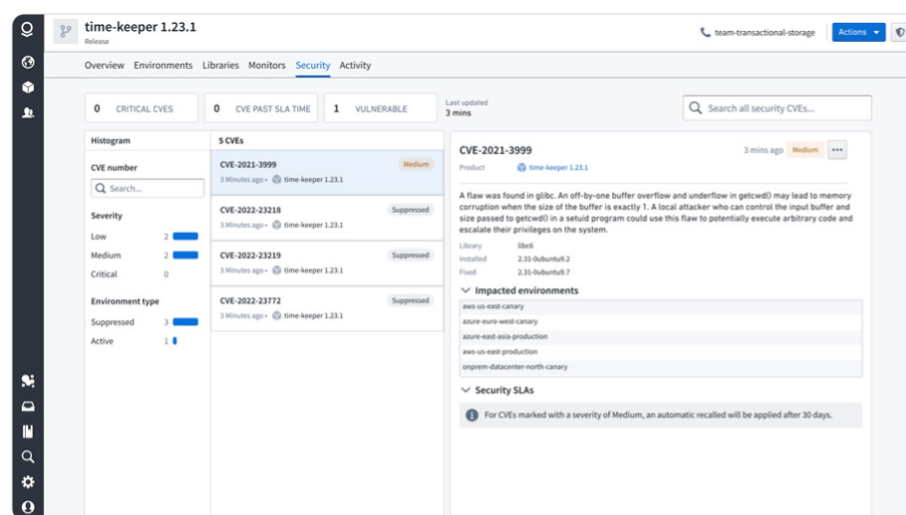 time-keeper 1.23.1
Release
team-transactional-storage
Actions
Overview Environments Libraries Monitors Security Activity
0 CRITICAL CVES
0 CVE PAST SLA TIME
1 VULNERABLE
Last updated
3 mins
Search all security CVEs...
Histogram
CVE number
Search...
Severity
Low 2
Medium 2
Critical 0
Environment type
Suppressed 3
Active 1
5 CVEs
CVE-2021-3999 Medium
3 Minutes ago • time-keeper 1.23.1
CVE-2022-23218 Suppressed
3 Minutes ago • time-keeper 1.23.1
CVE-2022-23219 Suppressed
3 Minutes ago • time-keeper 1.23.1
CVE-2022-23772 Suppressed
3 Minutes ago • time-keeper 1.23.1
CVE-2021-3999
3 mins ago Medium
Product time-keeper 1.23.1
A flaw was found in glibc. An off-by-one buffer overflow and underflow in getcwd() may lead to memory
corruption when the size of the buffer is exactly 1. A local attacker who can control the input buffer and
size passed to getcwd() in a setuid program could use this flaw to potentially execute arbitrary code and
escalate their privileges on the system.
Library libc6
Installed 2.31-0ubuntu9.2
Fixed 2.31-0ubuntu9.7
Impacted environments
aws-us-east-canary
azure-euro-west-canary
azure-east-asia-production
aws-us-east-production
onprem-datacenter-north-canary
Security SLAs
For CVEs marked with a severity of Medium, an automatic recalled will be applied after 30 days.